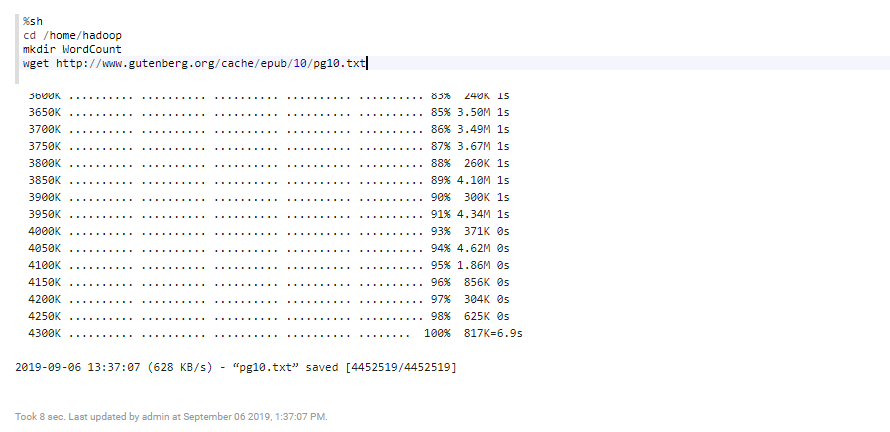 %sh
cd /home/hadoop
mkdir WordCount
wget http://www.gutenberg.org/cache/epub/10/pg10.txt
3600K .......... .......... .......... .......... .......... 83% 240K 1s
3650K .......... .......... .......... .......... .......... 85% 3.50M 1s
3700K .......... .......... .......... .......... .......... 86% 3.49M 1s
3750K .......... .......... .......... .......... .......... 87% 3.67M 1s
3800K .......... .......... .......... .......... .......... 88% 260K 1s
3850K .......... .......... .......... .......... .......... 89% 4.10M 1s
3900K .......... .......... .......... .......... .......... 90% 300K 1s
3950K .......... .......... .......... .......... .......... 91% 4.34M 1s
4000K .......... .......... .......... .......... .......... 93% 371K 0s
4050K .......... .......... .......... .......... .......... 94% 4.62M 0s
4100K .......... .......... .......... .......... .......... 95% 1.86M 0s
4150K .......... .......... .......... .......... .......... 96% 856K 0s
4200K .......... .......... .......... .......... .......... 97% 304K 0s
4250K .......... .......... .......... .......... .......... 98% 625K 0s
4300K .......... .......... .......... .......... ........ 100% 817K=6.9s
2019-09-06 13:37:07 (628 KB/s) - “pg10.txt” saved [4452519/4452519]
Took 8 sec. Last updated by admin at September 06 2019, 1:37:07 PM.